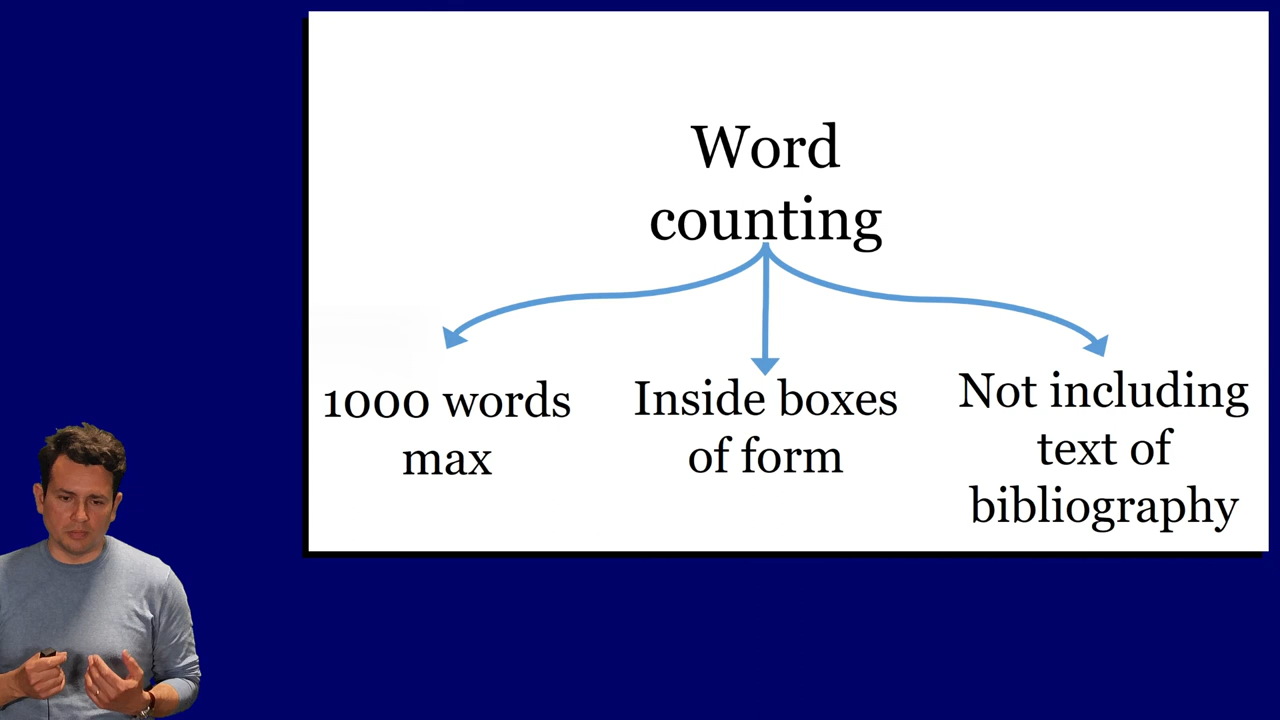 Word
counting
1000 words
max
Inside boxes
of form
Not including
text of
bibliography